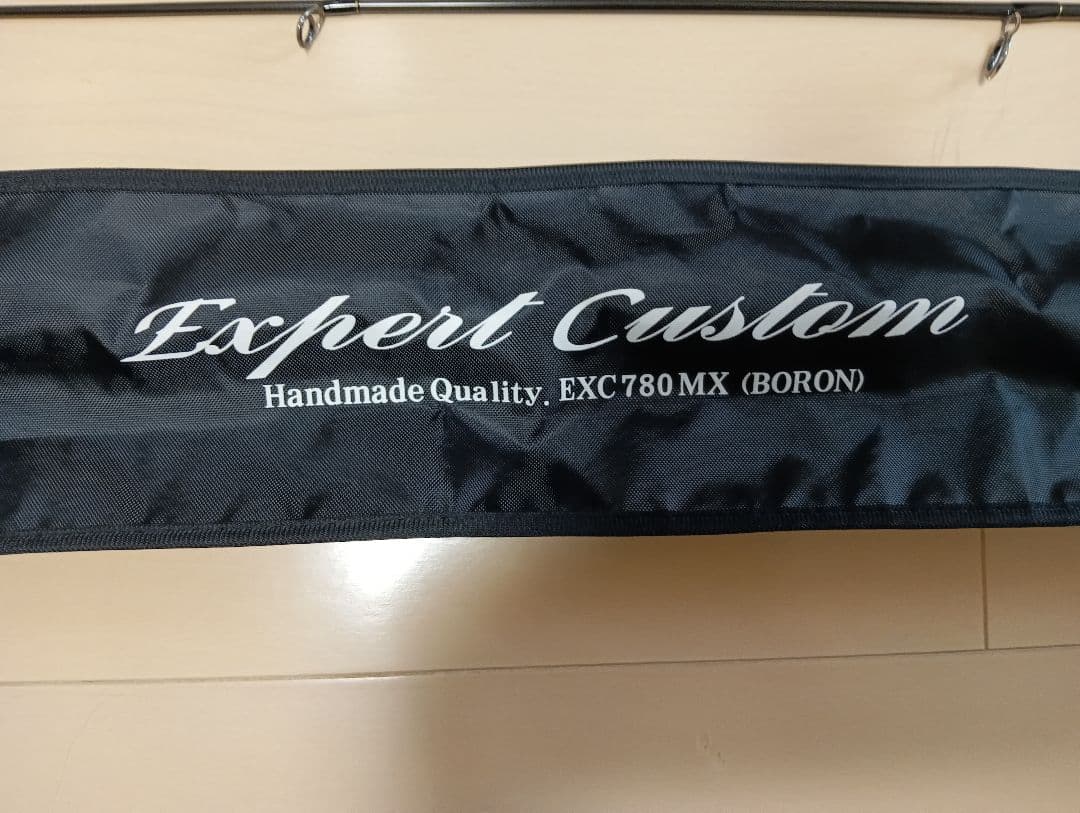 Expert Custom
Handmade Quality. EXC780MX (BORON)